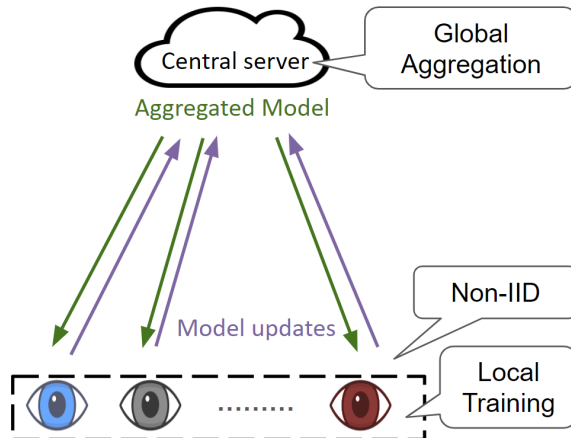 Central server
Global
Aggregation
Aggregated Model
Model updates
Non-IID
Local
Training